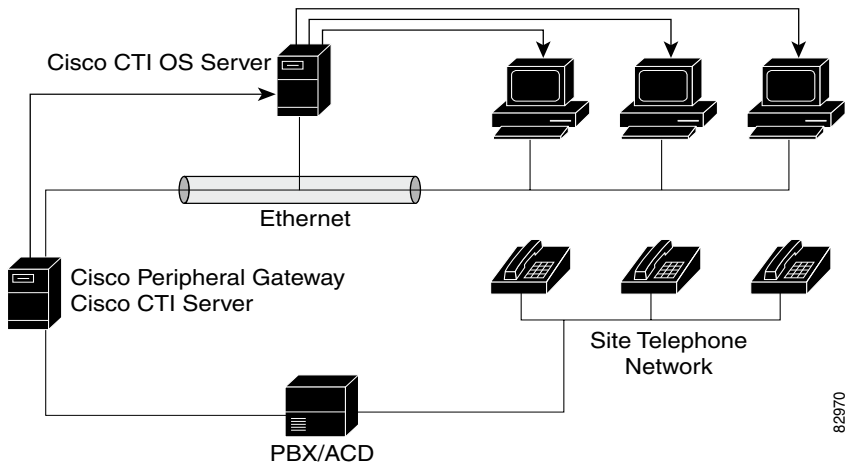 Cisco CTI OS Server
Ethernet
Cisco Peripheral Gateway
Cisco CTI Server
Site Telephone
Network
PBX/ACD
82970